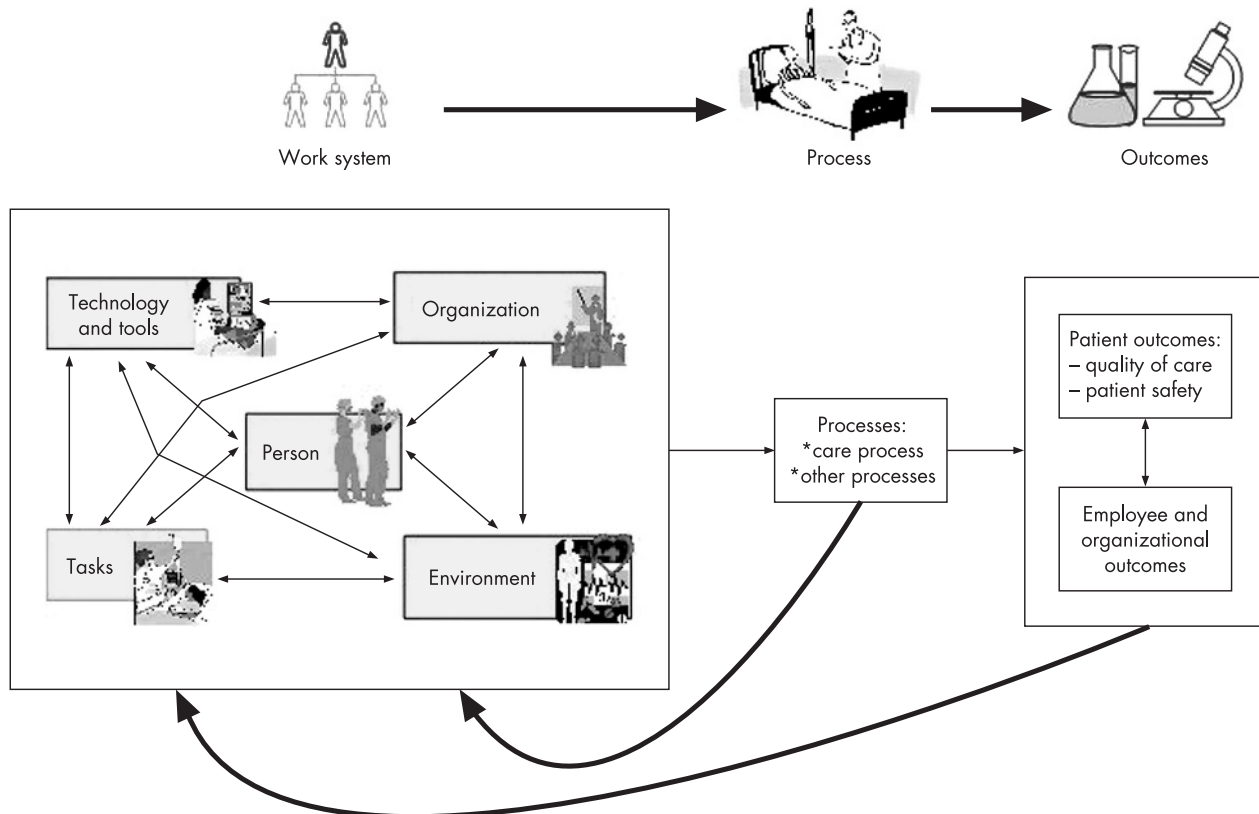 Work system
Process
Outcomes
Technology
and tools
Organization
Person
Tasks
Environment
Processes:
*care process
*other processes
Patient outcomes:
– quality of care
– patient safety
Employee and
organizational
outcomes